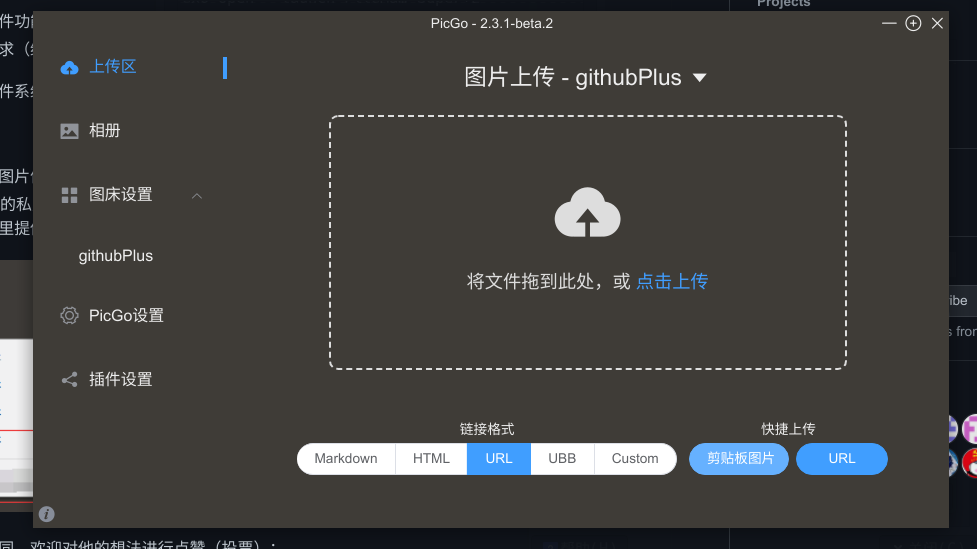 Projects
件功
PicGo - 2.3.1-beta.2
求（
上传区
图片上传 - githubPlus
件系
相册
图片
图床设置
的私
里提
githubPlus
将文件拖到此处，或 点击上传
ibe
PicGo设置
s from
插件设置
链接格式
快捷上传
Markdown HTML URL UBB Custom 剪贴板图片 URL
同，欢迎对他的想法进行点赞（投票）：